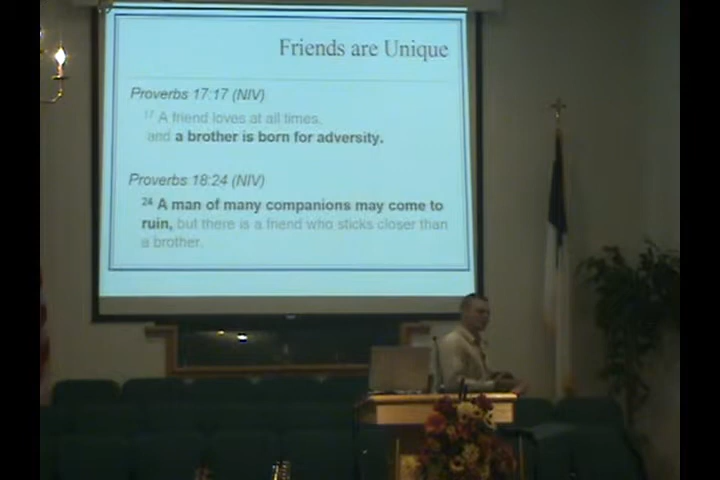 Friends are Unique
Proverbs 17:17 (NIV)
17 A friend loves at all times,
and a brother is born for adversity.
Proverbs 18:24 (NIV)
24 A man of many companions may come to
ruin, but there is a friend who sticks closer than
a brother.